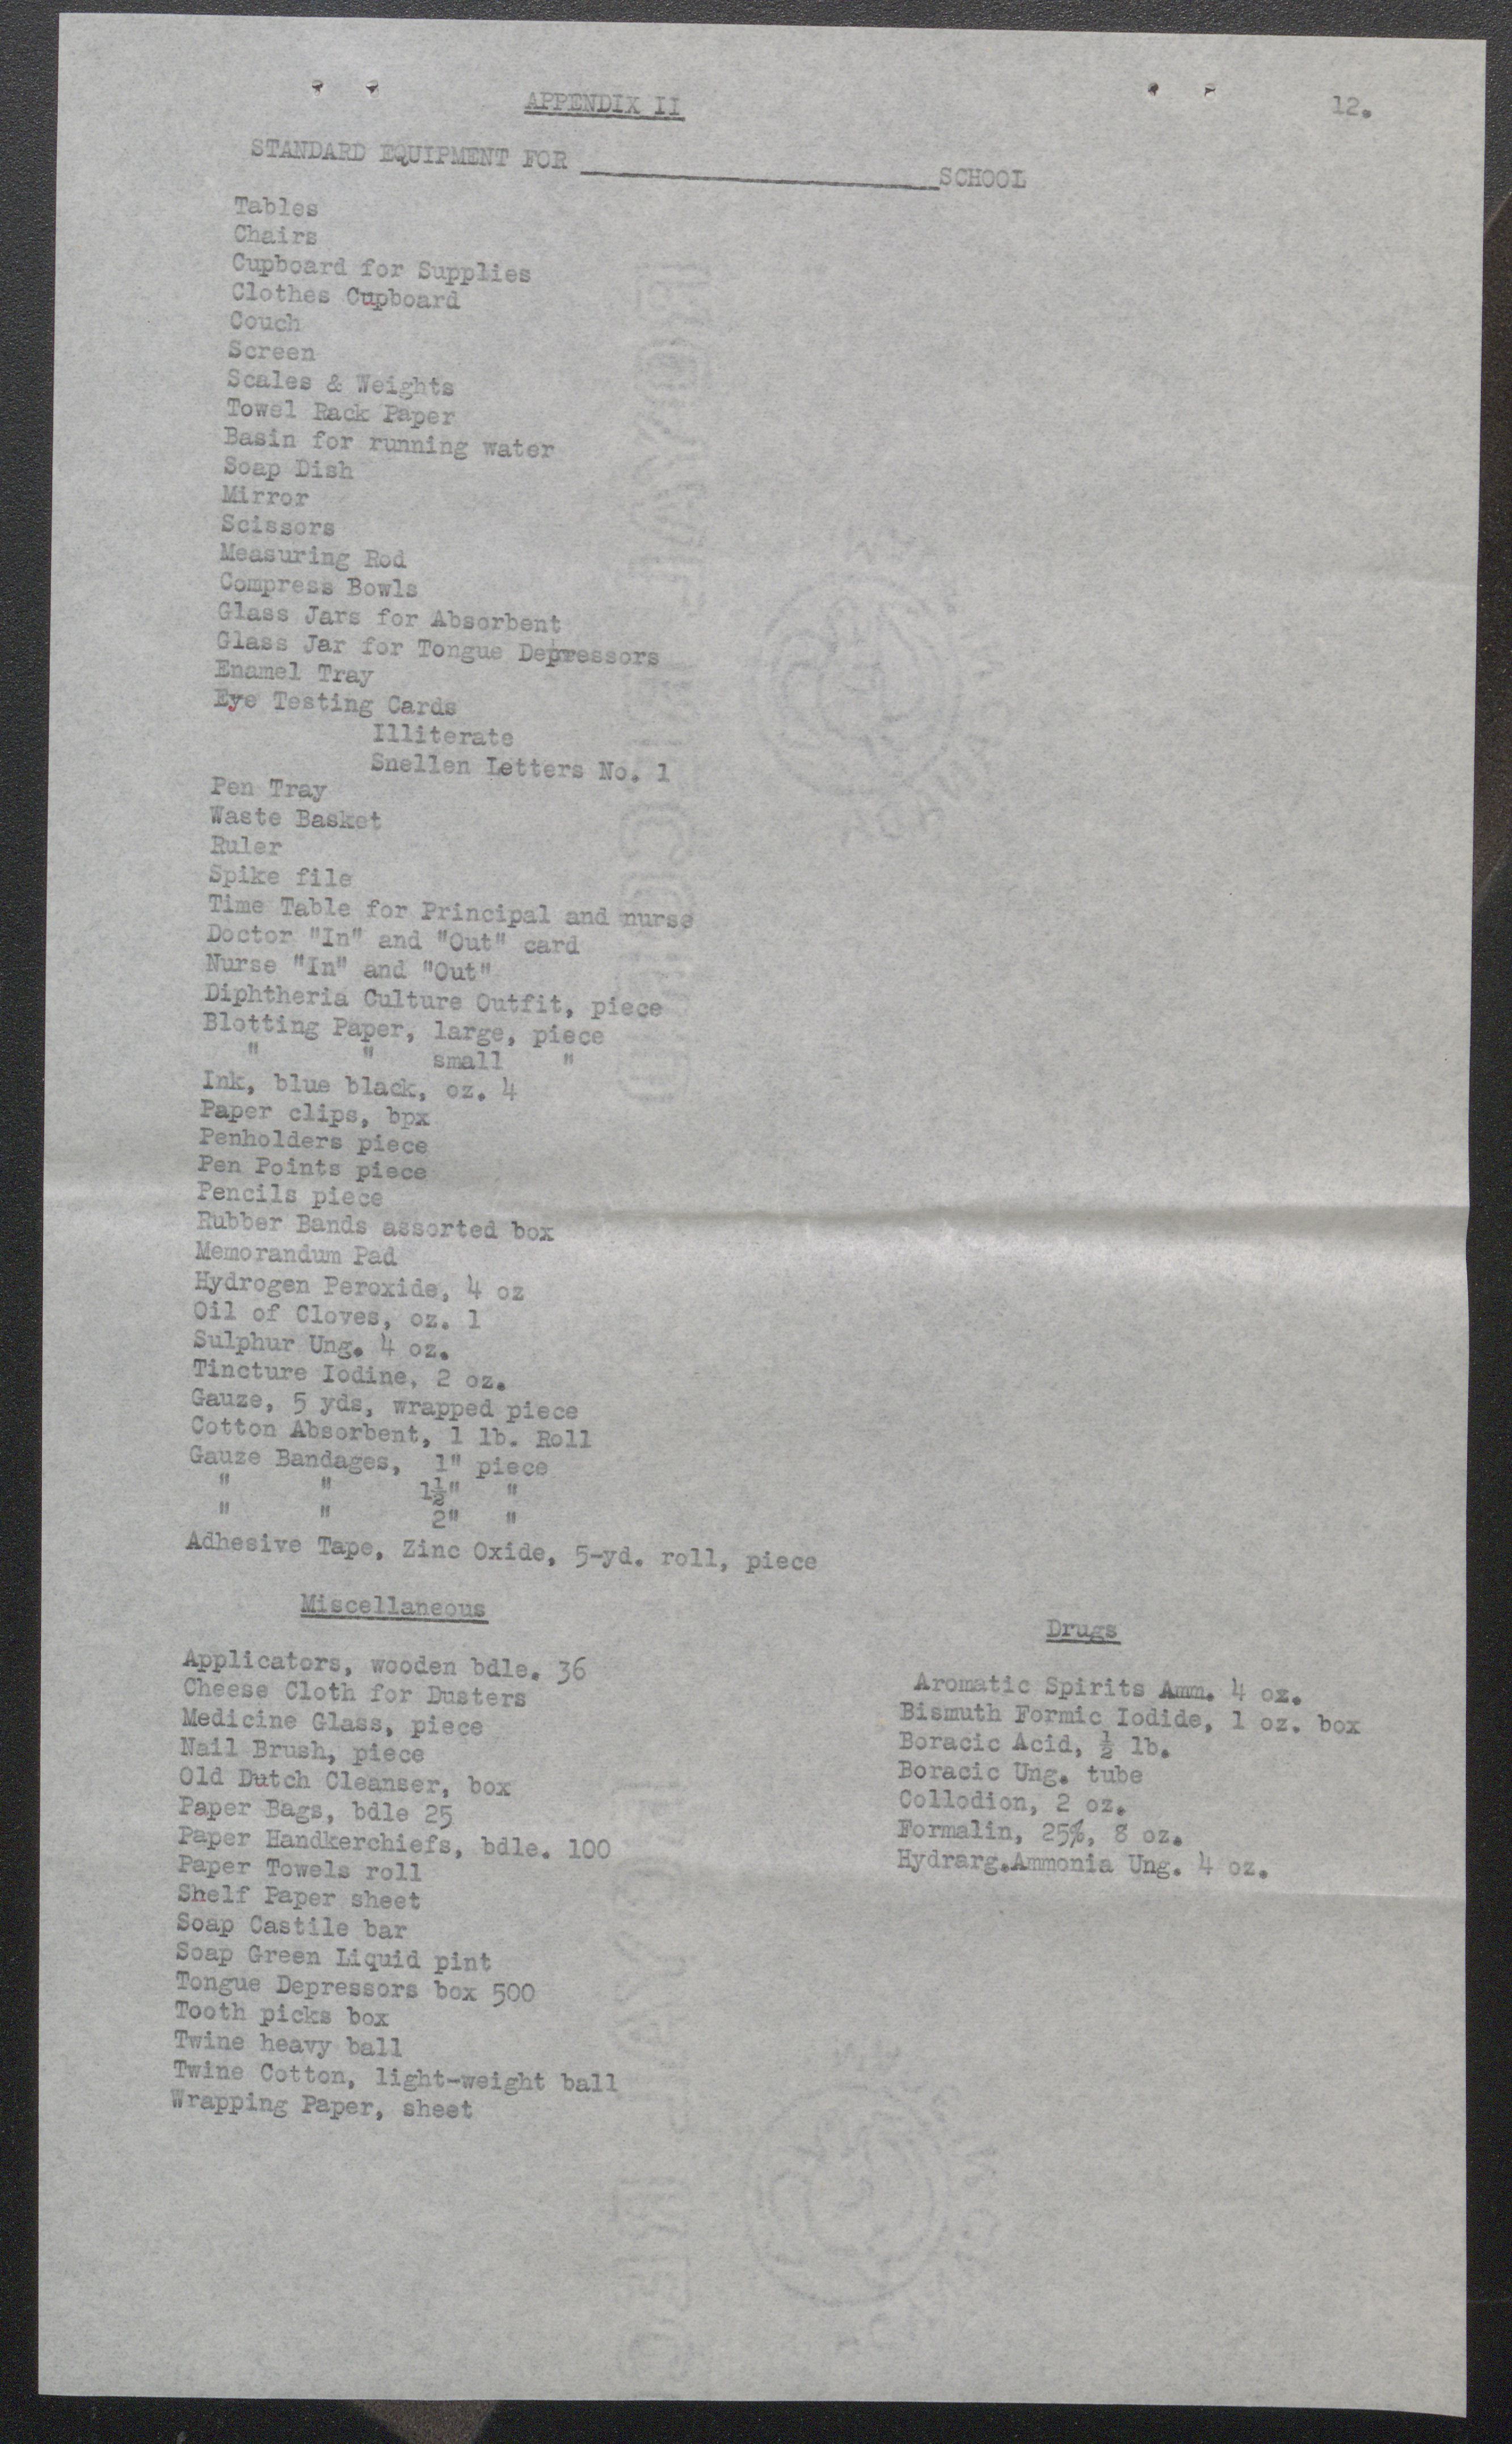 APPENDIX II
12.
STANDARD EQUIPMENT FOR ____________________SCHOOL
Tables
Chairs
Cupboard for Supplies
Clothes Cupboard
Couch
Screen
Scales & Weights
Towel Rack Paper
Basin for running water
Soap Dish
Mirror
Scissors
Measuring Rod
Compress Bowls
Glass Jars for Absorbent
Glass Jar for Tongue Depressors
Enamel Tray
Eye Testing Cards
Illiterate
Snellen Letters No. 1
Pen Tray
Waste Basket
Ruler
Spike file
Time Table for Principal and nurse
Doctor "In" and "Out" card
Nurse "In" and "Out"
Diphtheria Culture Outfit, piece
Blotting Paper, large, piece
" " small "
Ink, blue black, oz. 4
Paper clips, bpx
Penholders piece
Pen Points piece
Pencils piece
Rubber Bands assorted box
Memorandum Pad
Hydrogen Peroxide, 4 oz
Oil of Cloves, oz. 1
Sulphur Ung. 4 oz.
Tincture Iodine, 2 oz.
Gauze, 5 yds, wrapped piece
Cotton Absorbent, 1 lb. Roll
Gauze Bandages, 1" piece
" " 1½" "
" " 2" "
Adhesive Tape, Zinc Oxide, 5-yd. roll, piece
Miscellaneous
Applicators, wooden bdle. 36
Cheese Cloth for Dusters
Medicine Glass, piece
Nail Brush, piece
Old Dutch Cleanser, box
Paper Bags, bdle 25
Paper Handkerchiefs, bdle. 100
Paper Towels roll
Shelf Paper sheet
Soap Castile bar
Soap Green Liquid pint
Tongue Depressors box 500
Tooth picks box
Twine heavy ball
Twine Cotton, light-weight ball
Wrapping Paper, sheet
Drugs
Aromatic Spirits Amm. 4 oz.
Bismuth Formic Iodide, 1 oz. box
Boracic Acid, ½ lb.
Boracic Ung. tube
Collodion, 2 oz.
Formalin, 25%, 8 oz.
Hydrarg.Ammonia Ung. 4 oz.